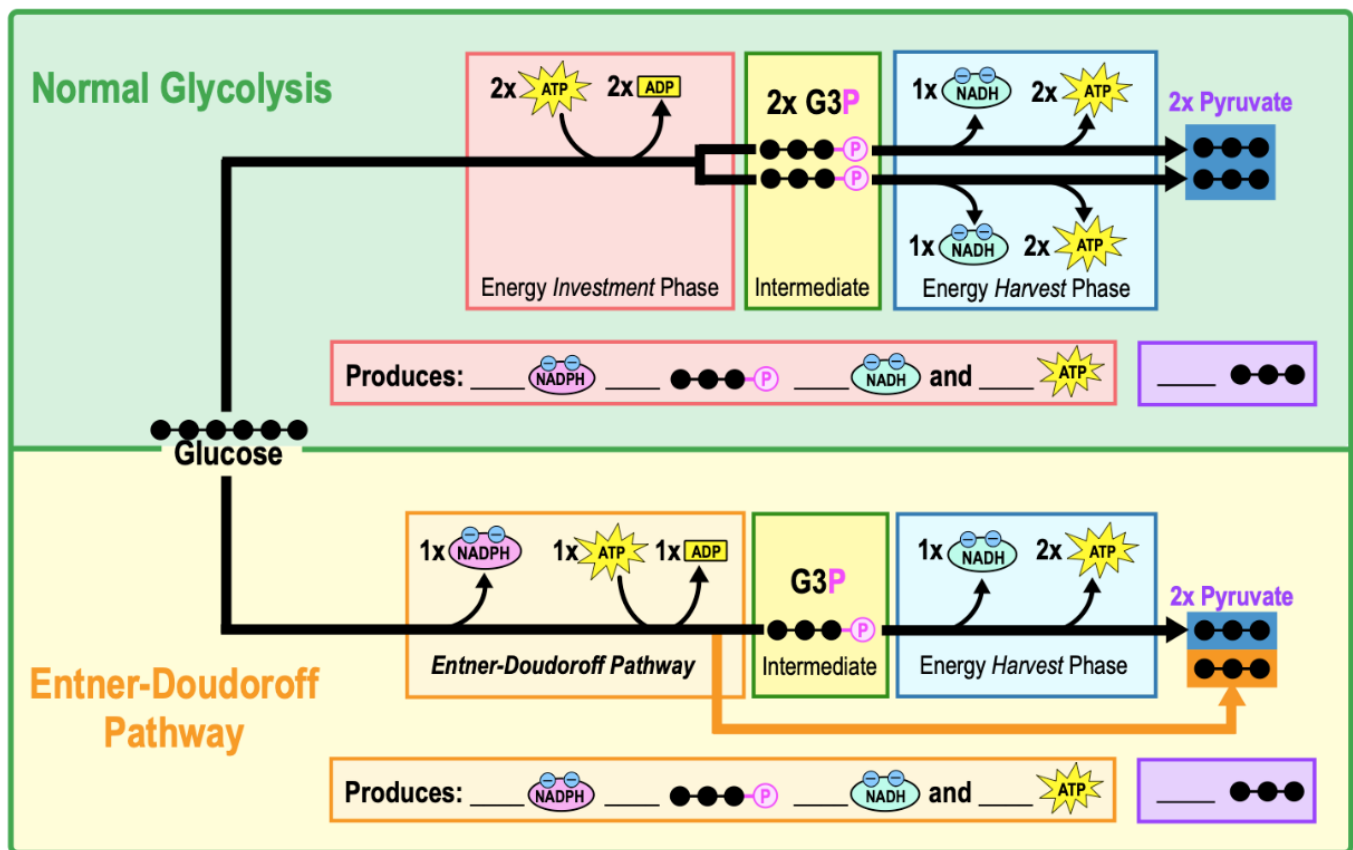 Normal Glycolysis
2x ATP 2x ADP
Energy Investment Phase
2x G3P
P
P
Intermediate
1x NADH 2x ATP
1x NADH 2x ATP
Energy Harvest Phase
2x Pyruvate
Produces: ____ NADPH ____ P ____ NADH and ____ ATP
____
Glucose
Entner-Doudoroff
Pathway
1x NADPH 1x ATP 1x ADP
Entner-Doudoroff Pathway
G3P
P
Intermediate
1x NADH 2x ATP
Energy Harvest Phase
2x Pyruvate
Produces: ____ NADPH ____ P ____ NADH and ____ ATP
____